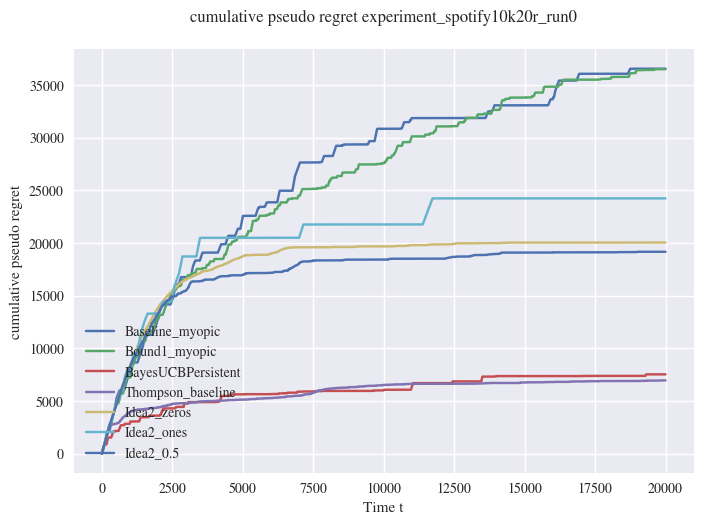 cumulative pseudo regret experiment_spotify10k20r_run0
35000
30000
25000
20000
15000
10000
5000
0
cumulative pseudo regret
Baseline_myopic
Bound1_myopic
BayesUCBPersistent
Thompson_baseline
Idea2_zeros
Idea2_ones
Idea2_0.5
0 2500 5000 7500 10000 12500 15000 17500 20000
Time t